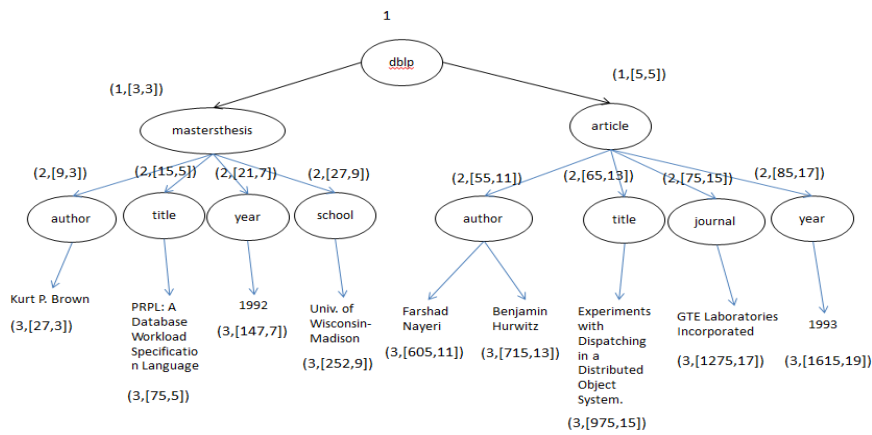 1
dblp
(1,[3,3])
(1,[5,5])
mastersthesis
article
(2,[9,3])
(2,[15,5])
(2,[21,7])
(2,[27,9])
(2,[55,11])
(2,[65,13])
(2,[75,15])
(2,[85,17])
author
title
year
school
author
title
journal
year
Kurt P. Brown
(3,[27,3])
PRPL: A
Database
Workload
Specificatio
n Language
(3,[75,5])
1992
(3,[147,7])
Univ. of
Wisconsin-
Madison
(3,[252,9])
Farshad
Nayeri
(3,[605,11])
Benjamin
Hurwitz
(3,[715,13])
Experiments
with
Dispatching
in a
Distributed
Object
System.
(3,[975,15])
GTE Laboratories
Incorporated
(3,[1275,17])
1993
(3,[1615,19])